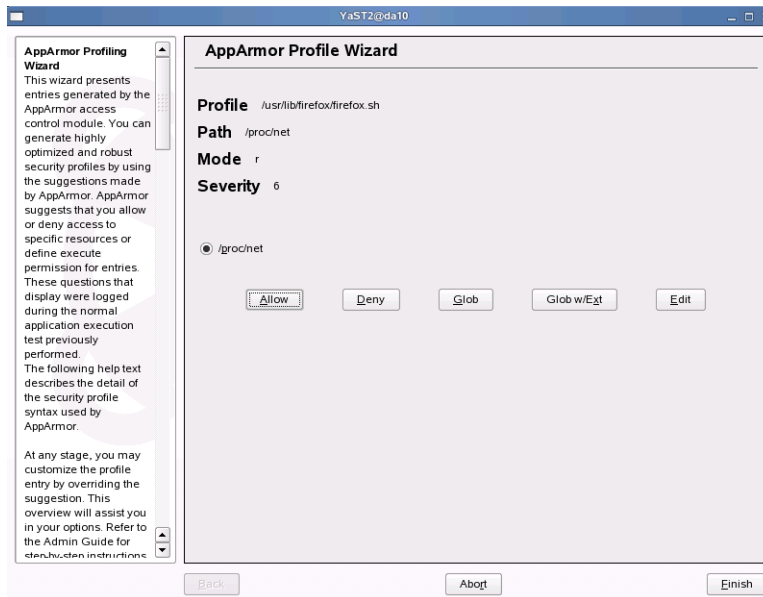 YaST2@da10
AppArmor Profiling
Wizard
This wizard presents
entries generated by the
AppArmor access
control module. You can
generate highly
optimized and robust
security profiles by using
the suggestions made
by AppArmor. AppArmor
suggests that you allow
or deny access to
specific resources or
define execute
permission for entries.
These questions that
display were logged
during the normal
application execution
test previously
performed.
The following help text
describes the detail of
the security profile
syntax used by
AppArmor.
At any stage, you may
customize the profile
entry by overriding the
suggestion. This
overview will assist you
in your options. Refer to
the Admin Guide for
step-by-step instructions
AppArmor Profile Wizard
Profile /usr/lib/firefox/firefox.sh
Path /proc/net
Mode r
Severity 6
/proc/net
Allow Deny Glob Glob w/Ext Edit
Back Abort Finish